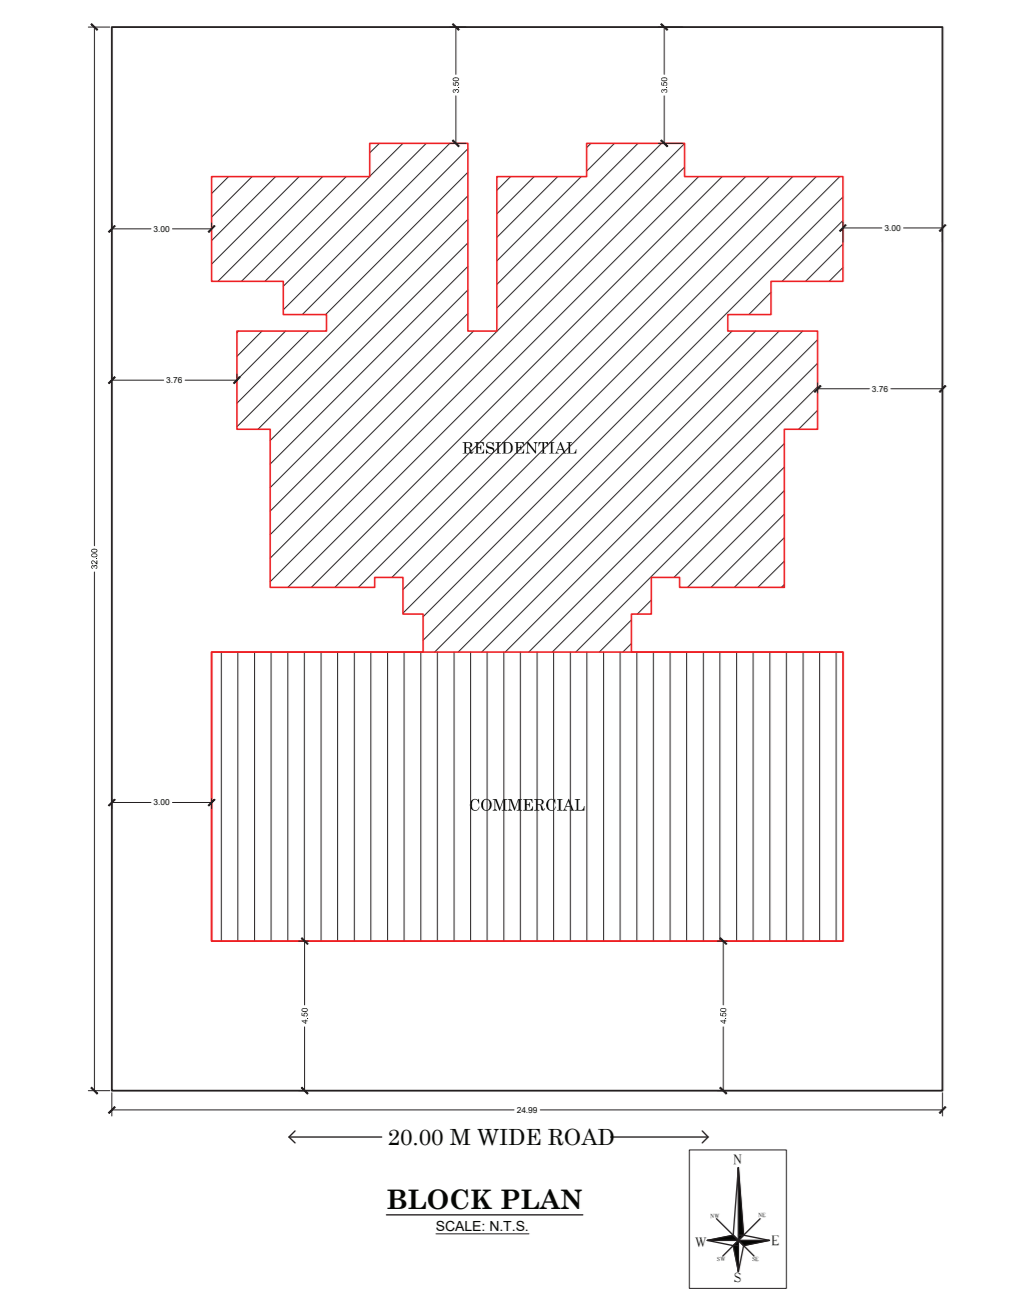 3.50
3.50
3.00
3.00
3.76
3.76
RESIDENTIAL
32.00
3.00
COMMERCIAL
4.50
4.50
24.99
20.00 M WIDE ROAD
N
BLOCK PLAN
SCALE: N.T.S.
NW
NE
W
E
SW
SE
S